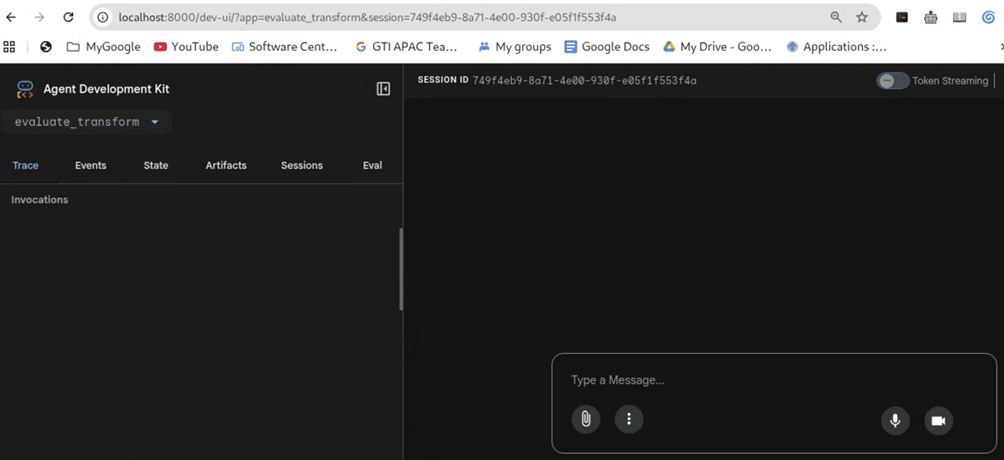 localhost:8000/dev-ui/?app=evaluate_transform&session=749f4eb9-8a71-4e00-930f-e05f1f553f4a
MyGoogle YouTube Software Cent... GTI APAC Tea... My groups Google Docs My Drive - Goo... Applications :...
Agent Development Kit
evaluate_transform
Trace Events State Artifacts Sessions Eval
Invocations
SESSION ID 749f4eb9-8a71-4e00-930f-e05f1f553f4a Token Streaming
Type a Message...